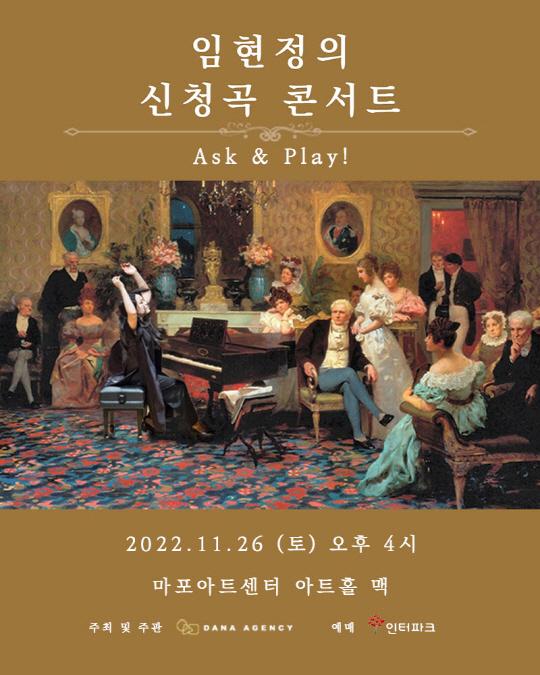 임현정의
신청곡 콘서트
Ask & Play!
2022.11.26 (토) 오후 4시
마포아트센터 아트홀 맥
주최 및 주관 DANA AGENCY 예매 인터파크